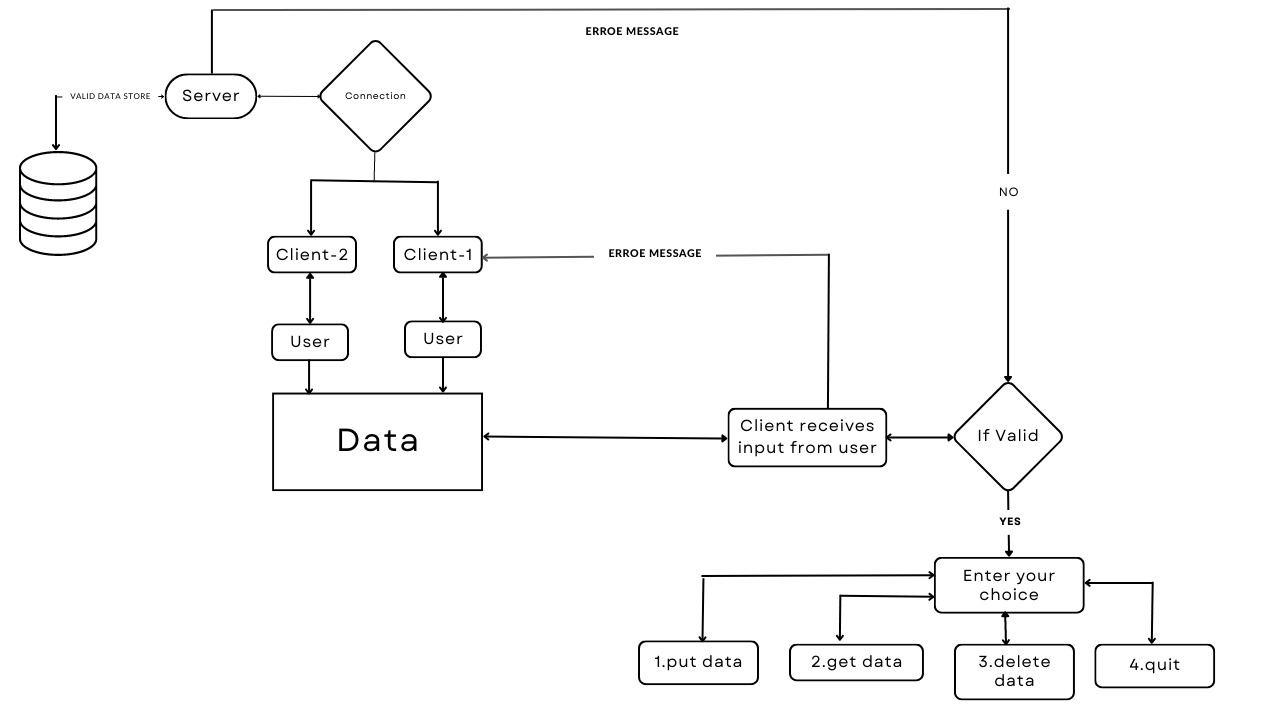 ERROE MESSAGE
VALID DATA STORE
Server
Connection
NO
Client-2
Client-1
ERROE MESSAGE
User
User
Data
Client receives
input from user
If Valid
YES
Enter your
choice
1.put data
2.get data
3.delete
data
4.quit